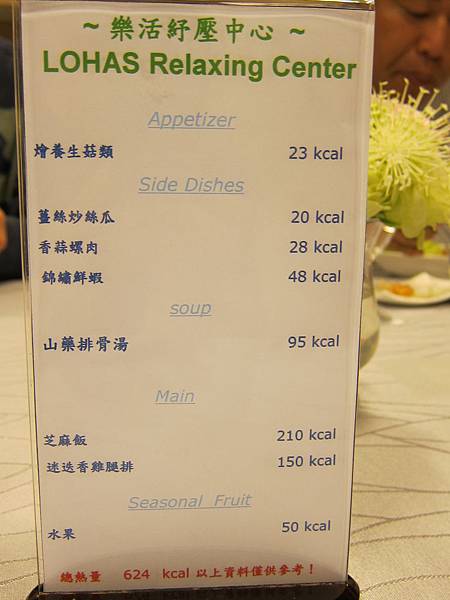 ~ 樂活紓壓中心 ~
LOHAS Relaxing Center
Appetizer
燴養生菇類 23 kcal
Side Dishes
薑絲炒絲瓜 20 kcal
香蒜螺肉 28 kcal
錦繡鮮蝦 48 kcal
soup
山藥排骨湯 95 kcal
Main
芝麻飯 210 kcal
迷迭香雞腿排 150 kcal
Seasonal Fruit
水果 50 kcal
總熱量 624 kcal 以上資料僅供參考！